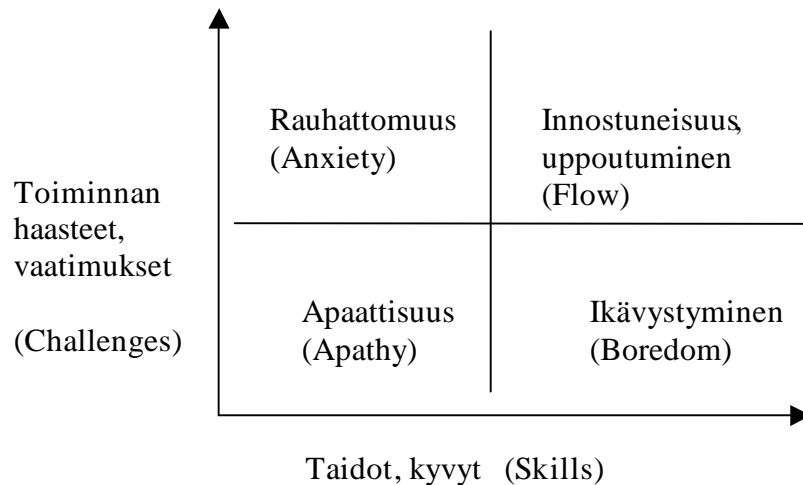 Rauhattomuus
(Anxiety)
Innostuneisuus,
uppoutuminen
(Flow)
Toiminnan
haasteet,
vaatimukset
(Challenges)
Apaattisuus
(Apathy)
Ikävystyminen
(Boredom)
Taidot, kyvyt (Skills)